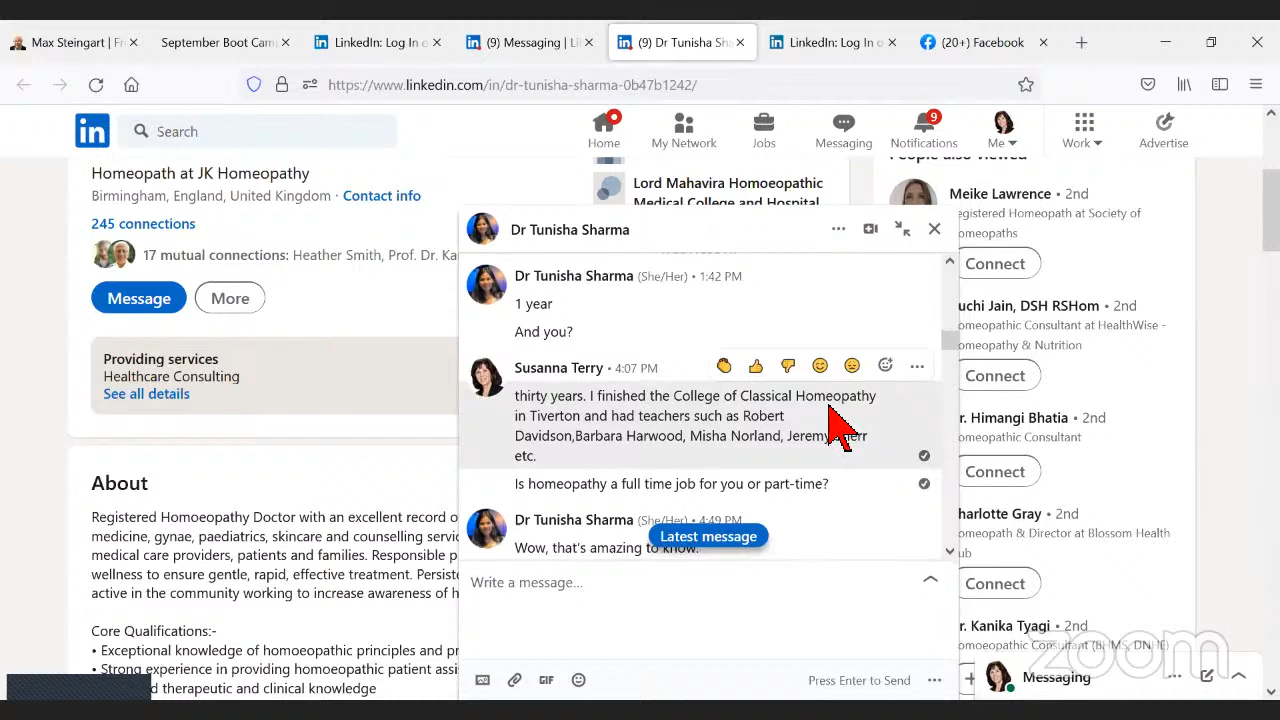 Max Steingart | Fr
September Boot Cam
LinkedIn: Log In o
(9) Messaging | Li
(9) Dr Tunisha Sha
LinkedIn: Log In o
(20+) Facebook
https://www.linkedin.com/in/dr-tunisha-sharma-0b47b1242/
in
Search
Home
My Network
Jobs
Messaging
9
Notifications
Me
Work
Advertise
Homeopath at JK Homeopathy
Birmingham, England, United Kingdom · Contact info
245 connections
17 mutual connections: Heather Smith, Prof. Dr. Ka
Message
More
Providing services
Healthcare Consulting
See all details
About
Registered Homoeopathy Doctor with an excellent record o
medicine, gynae, paediatrics, skincare and counselling servic
medical care providers, patients and families. Responsible p
wellness to ensure gentle, rapid, effective treatment. Persiste
active in the community working to increase awareness of h
Core Qualifications:-
• Exceptional knowledge of homoeopathic principles and pr
• Strong experience in providing homoeopathic patient assi
d therapeutic and clinical knowledge
Lord Mahavira Homoeopathic
Medical College and Hospital
Dr Tunisha Sharma
Dr Tunisha Sharma (She/Her) • 1:42 PM
1 year
And you?
Susanna Terry • 4:07 PM
thirty years. I finished the College of Classical Homeopathy
in Tiverton and had teachers such as Robert
Davidson,Barbara Harwood, Misha Norland, Jeremy
etc.
Is homeopathy a full time job for you or part-time?
Dr Tunisha Sharma (She/Her) • 4:49 PM
Wow, that's amazing to know.
Latest message
Write a message...
GIF
Press Enter to Send
People also viewed
Meike Lawrence • 2nd
egistered Homeopath at Society of
omeopaths
Connect
uchi Jain, DSH RSHom • 2nd
omeopathic Consultant at HealthWise -
omeopathy & Nutrition
Connect
r. Himangi Bhatia • 2nd
omeopathic Consultant
Connect
harlotte Gray • 2nd
omeopath & Director at Blossom Health
ub
Connect
r. Kanika Tyagi • 2nd
omeopathic Consultant (BHMS, DNHE)
Messaging
zoom